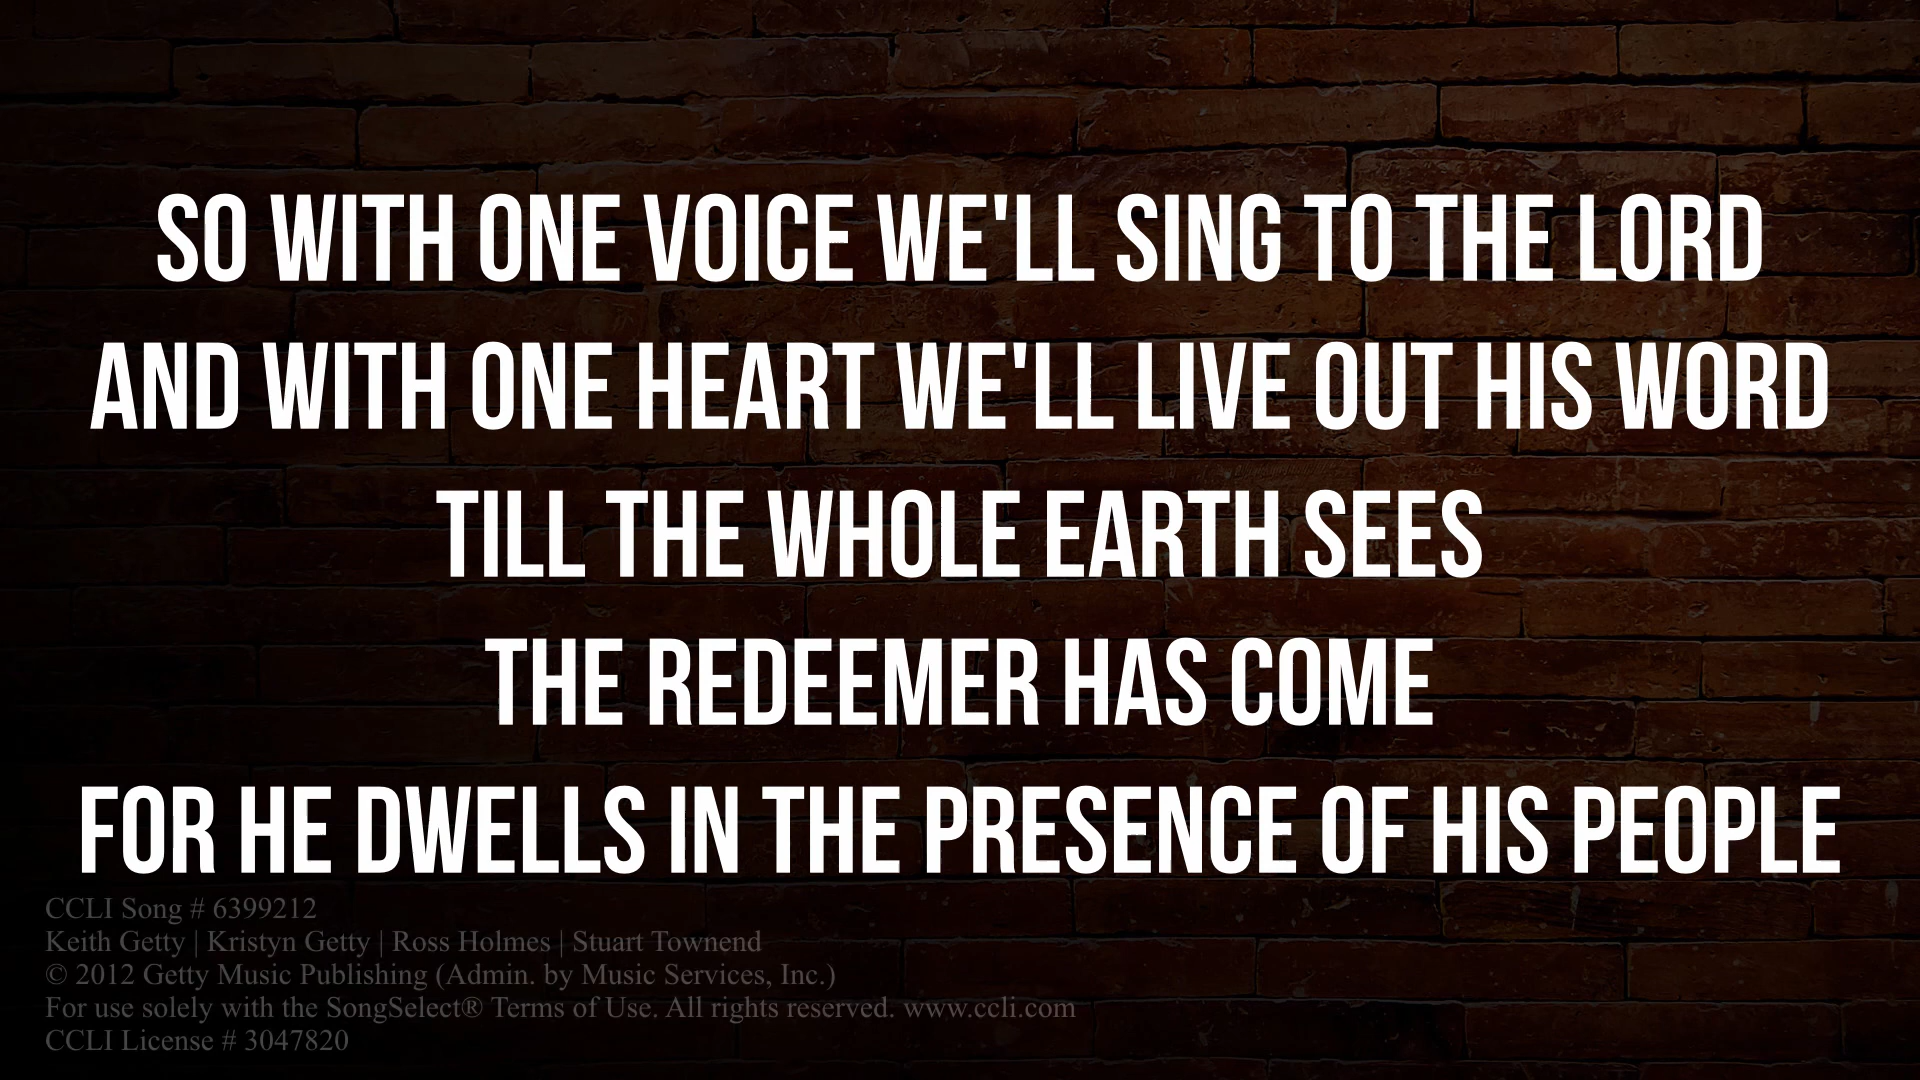 SO WITH ONE VOICE WE'LL SING TO THE LORD
AND WITH ONE HEART WE'LL LIVE OUT HIS WORD
TILL THE WHOLE EARTH SEES
THE REDEEMER HAS COME
FOR HE DWELLS IN THE PRESENCE OF HIS PEOPLE
CCLI Song # 6399212
Keith Getty | Kristyn Getty | Ross Holmes | Stuart Townend
© 2012 Getty Music Publishing (Admin. by Music Services, Inc.)
For use solely with the SongSelect® Terms of Use. All rights reserved. www.ccli.com
CCLI License # 3047820